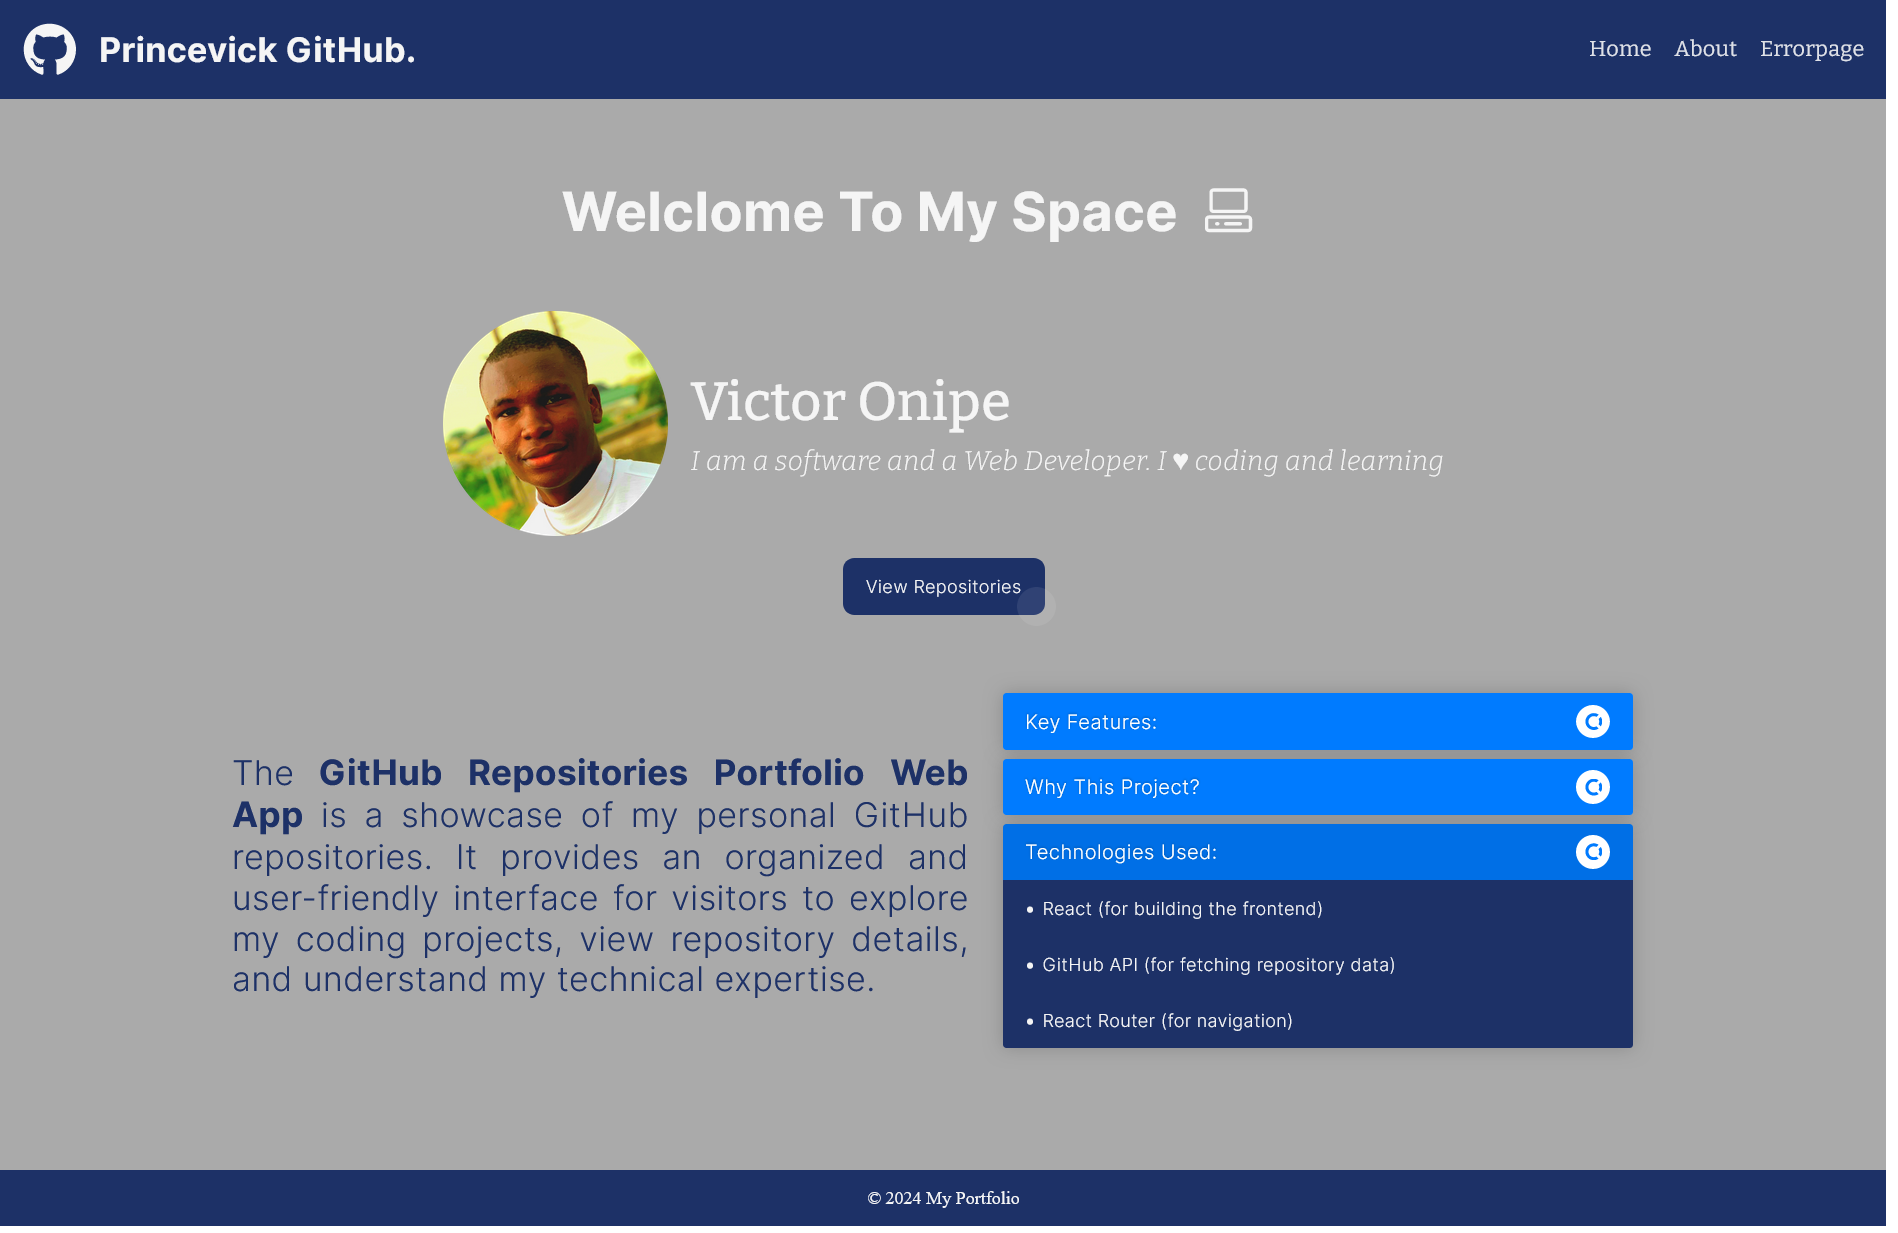 Princevick GitHub.
Home About Errorpage
Welclome To My Space
Victor Onipe
I am a software and a Web Developer. I ♥ coding and learning
View Repositories
The GitHub Repositories Portfolio Web
App is a showcase of my personal GitHub
repositories. It provides an organized and
user-friendly interface for visitors to explore
my coding projects, view repository details,
and understand my technical expertise.
Key Features:
Why This Project?
Technologies Used:
• React (for building the frontend)
• GitHub API (for fetching repository data)
• React Router (for navigation)
© 2024 My Portfolio